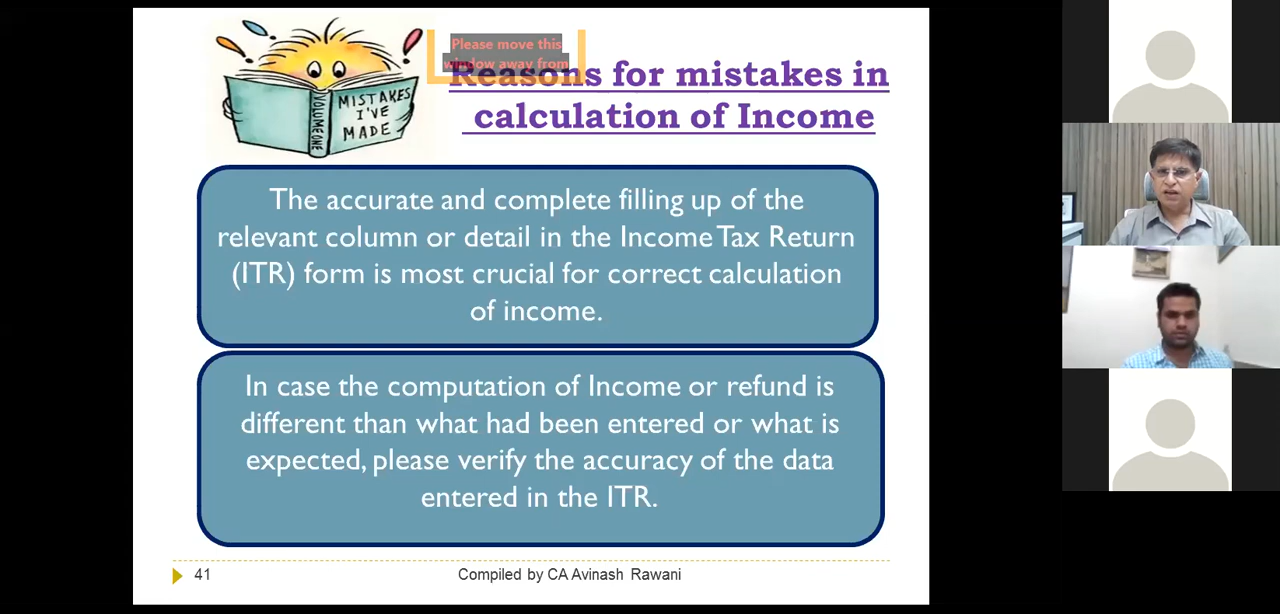 Please move this
window away from
Reasons for mistakes in
calculation of Income
VOLUME ONE
MISTAKES
I'VE
MADE
The accurate and complete filling up of the
relevant column or detail in the Income Tax Return
(ITR) form is most crucial for correct calculation
of income.
In case the computation of Income or refund is
different than what had been entered or what is
expected, please verify the accuracy of the data
entered in the ITR.
41
Compiled by CA Avinash Rawani